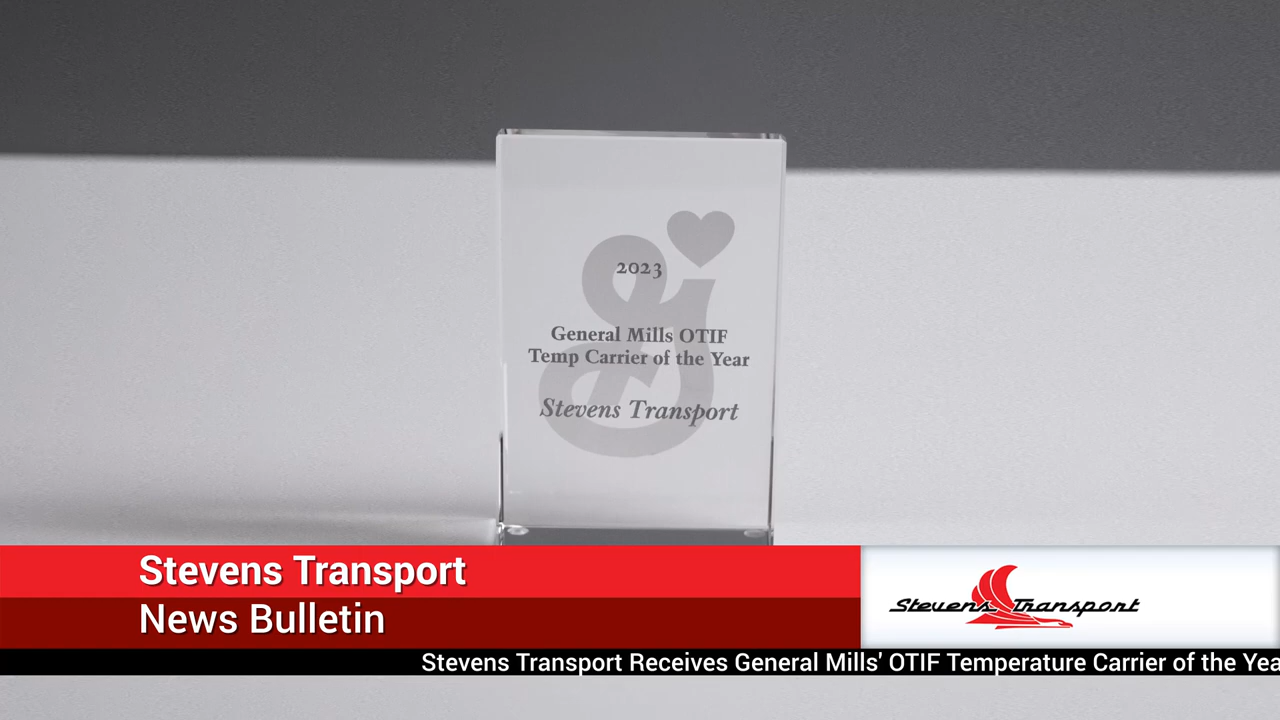 2023
General Mills OTIF
Temp Carrier of the Year
Stevens Transport
Stevens Transport
News Bulletin
Stevens Transport
Stevens Transport Receives General Mills' OTIF Temperature Carrier of the Yea